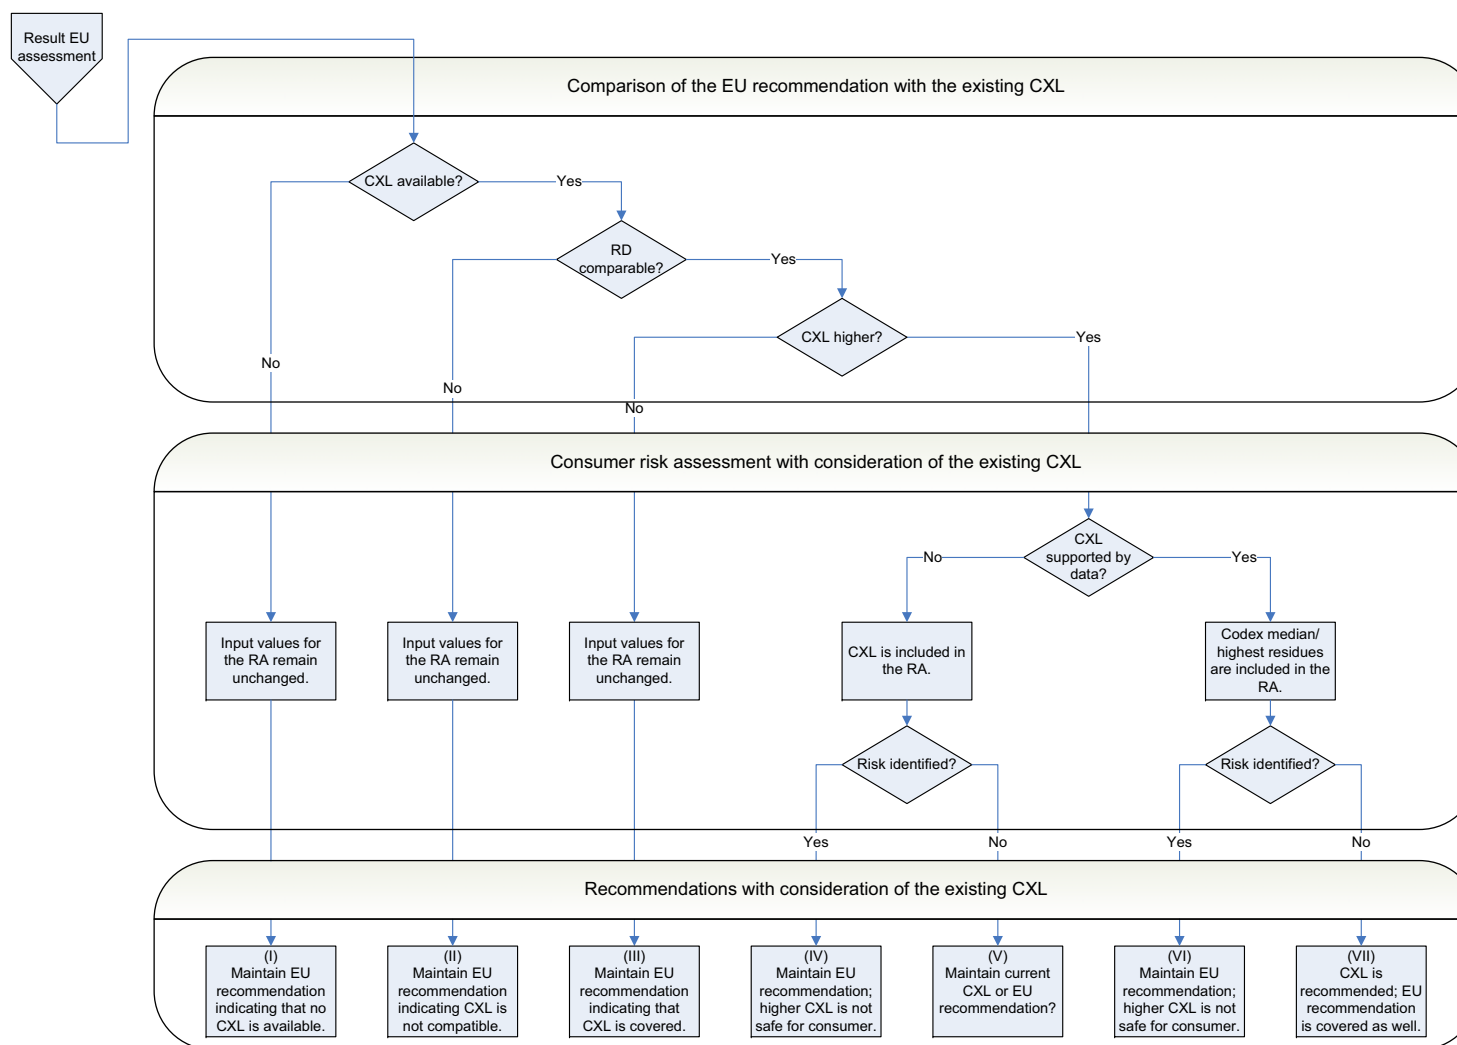 Result EU
assessment
Comparison of the EU recommendation with the existing CXL
CXL available?
Yes
RD
comparable?
Yes
CXL higher?
Yes
No
No
No
Consumer risk assessment with consideration of the existing CXL
CXL
supported by
data?
No
Yes
Input values for
the RA remain
unchanged.
Input values for
the RA remain
unchanged.
Input values for
the RA remain
unchanged.
CXL is included in
the RA.
Codex median/
highest residues
are included in the
RA.
Risk identified?
Risk identified?
Yes
No
Yes
No
Recommendations with consideration of the existing CXL
(I)
Maintain EU
recommendation
indicating that no
CXL is available.
(II)
Maintain EU
recommendation
indicating CXL is
not compatible.
(III)
Maintain EU
recommendation
indicating that
CXL is covered.
(IV)
Maintain EU
recommendation;
higher CXL is not
safe for consumer.
(V)
Maintain current
CXL or EU
recommendation?
(VI)
Maintain EU
recommendation;
higher CXL is not
safe for consumer.
(VII)
CXL is
recommended; EU
recommendation
is covered as well.